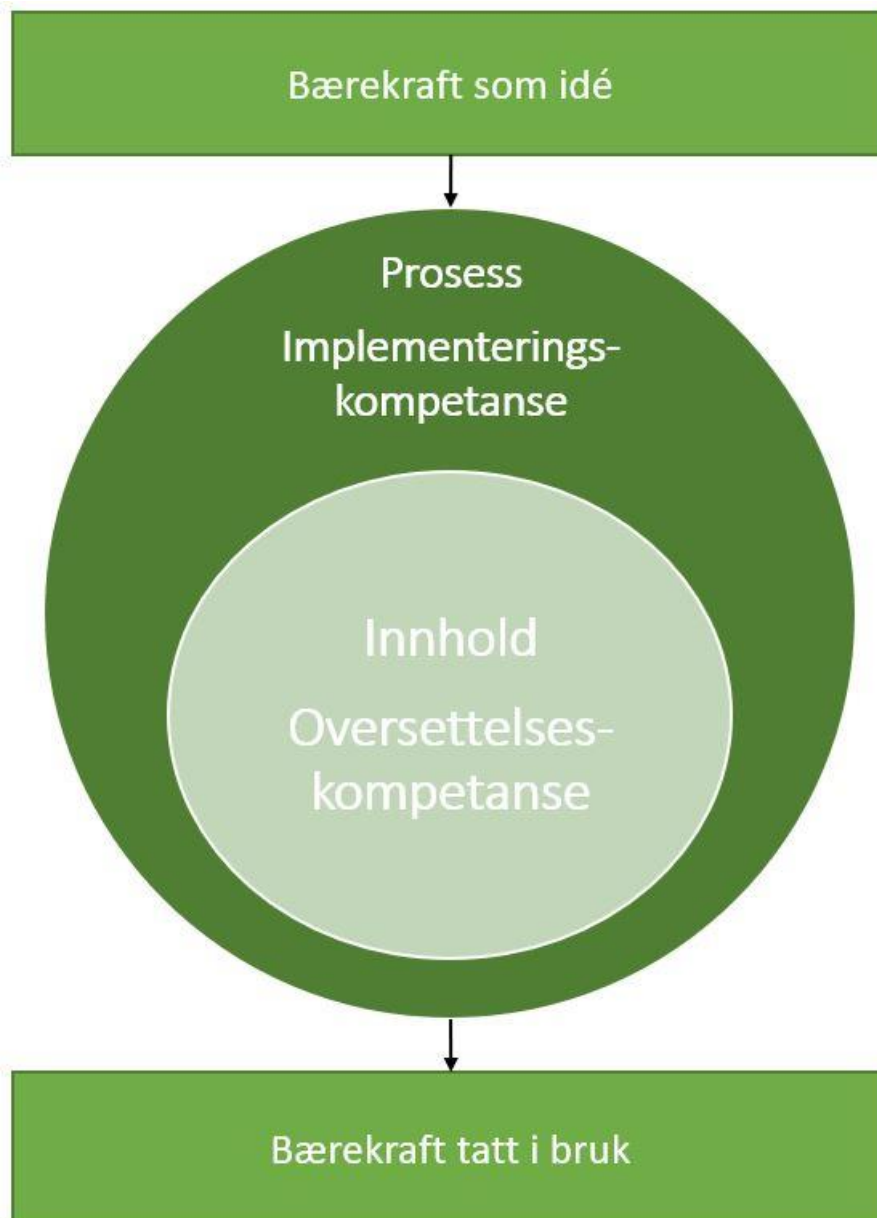 Bærekraft som idé
Prosess
Implementerings-
kompetanse
Innhold
Oversettelses-
kompetanse
Bærekraft tatt i bruk